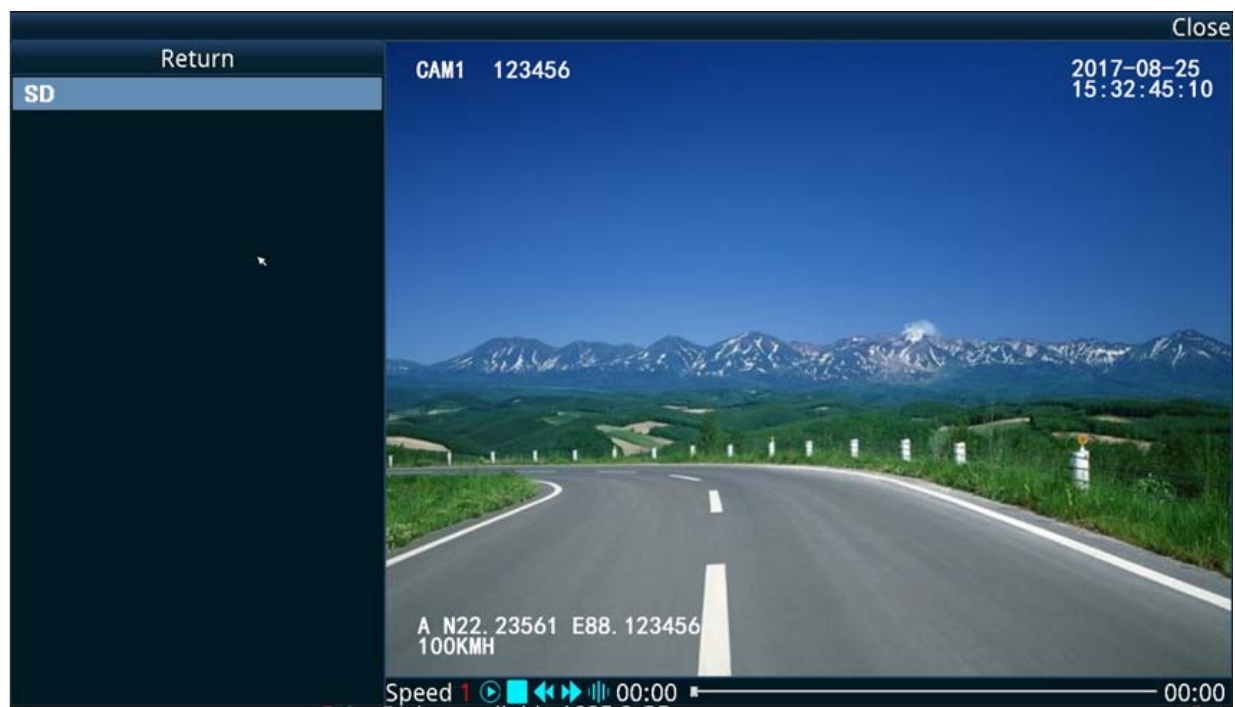 Close
Return
SD
CAM1 123456
2017-08-25
15:32:45:10
A N22.23561 E88.123456
100KMH
Speed 1 00:00 00:00